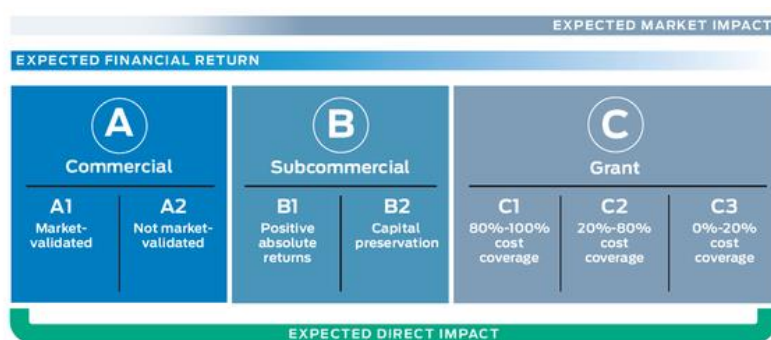 EXPECTED MARKET IMPACT
EXPECTED FINANCIAL RETURN
A
Commercial
A1
Market-
validated
A2
Not market-
validated
B
Subcommercial
B1
Positive
absolute
returns
B2
Capital
preservation
C
Grant
C1
80%-100%
cost
coverage
C2
20%-80%
cost
coverage
C3
0%-20%
cost
coverage
EXPECTED DIRECT IMPACT